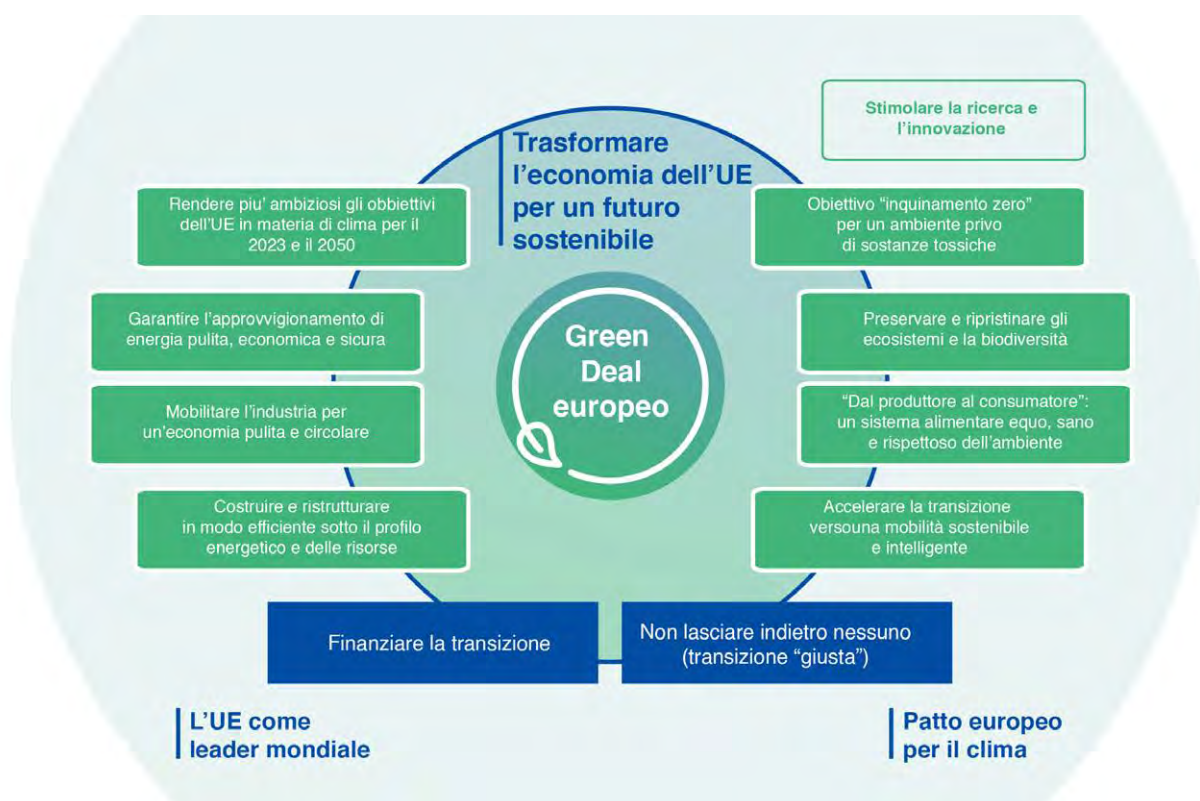 Stimolare la ricerca e
l'innovazione
Trasformare
l'economia dell'UE
per un futuro
sostenibile
Rendere piu' ambiziosi gli obbiettivi
dell'UE in materia di clima per il
2023 e il 2050
Obiettivo "inquinamento zero"
per un ambiente privo
di sostanze tossiche
Garantire l'approvvigionamento di
energia pulita, economica e sicura
Preservare e ripristinare gli
ecosistemi e la biodiversità
Green
Deal
europeo
Mobilitare l'industria per
un'economia pulita e circolare
"Dal produttore al consumatore":
un sistema alimentare equo, sano
e rispettoso dell'ambiente
Costruire e ristrutturare
in modo efficiente sotto il profilo
energetico e delle risorse
Accelerare la transizione
versouna mobilità sostenibile
e intelligente
Finanziare la transizione
Non lasciare indietro nessuno
(transizione "giusta")
L'UE come
leader mondiale
Patto europeo
per il clima